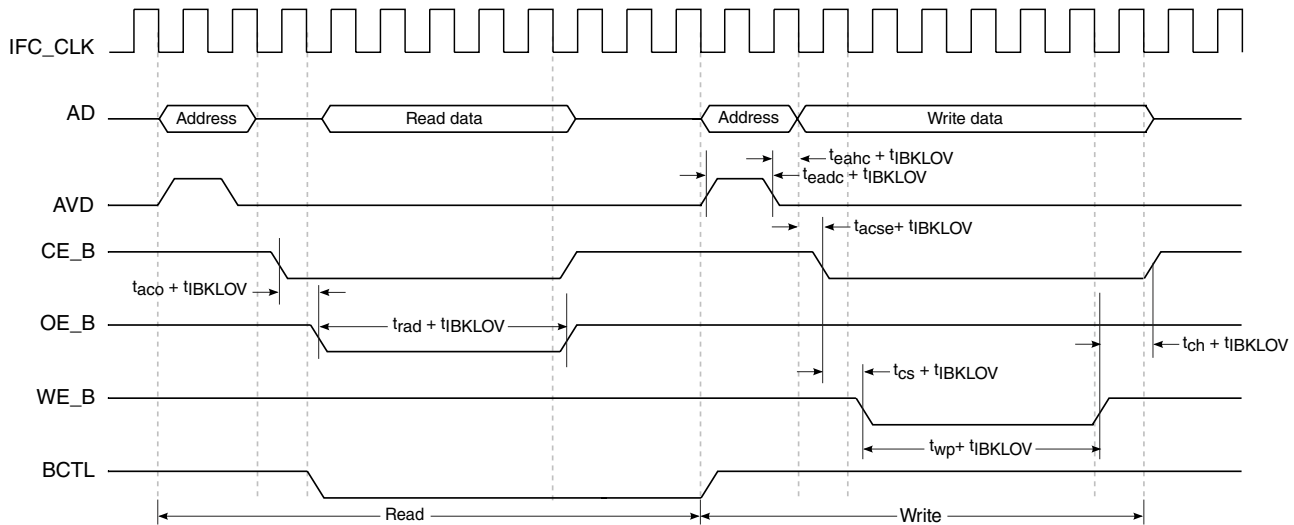 IFC_CLK
AD
Address
Read data
Address
Write data
teahc + tIBKLOV
teadc + tIBKLOV
AVD
tacse+ tIBKLOV
CE_B
taco + tIBKLOV
OE_B
trad + tIBKLOV
tch + tIBKLOV
tcs + tIBKLOV
WE_B
twp+ tIBKLOV
BCTL
Read
Write